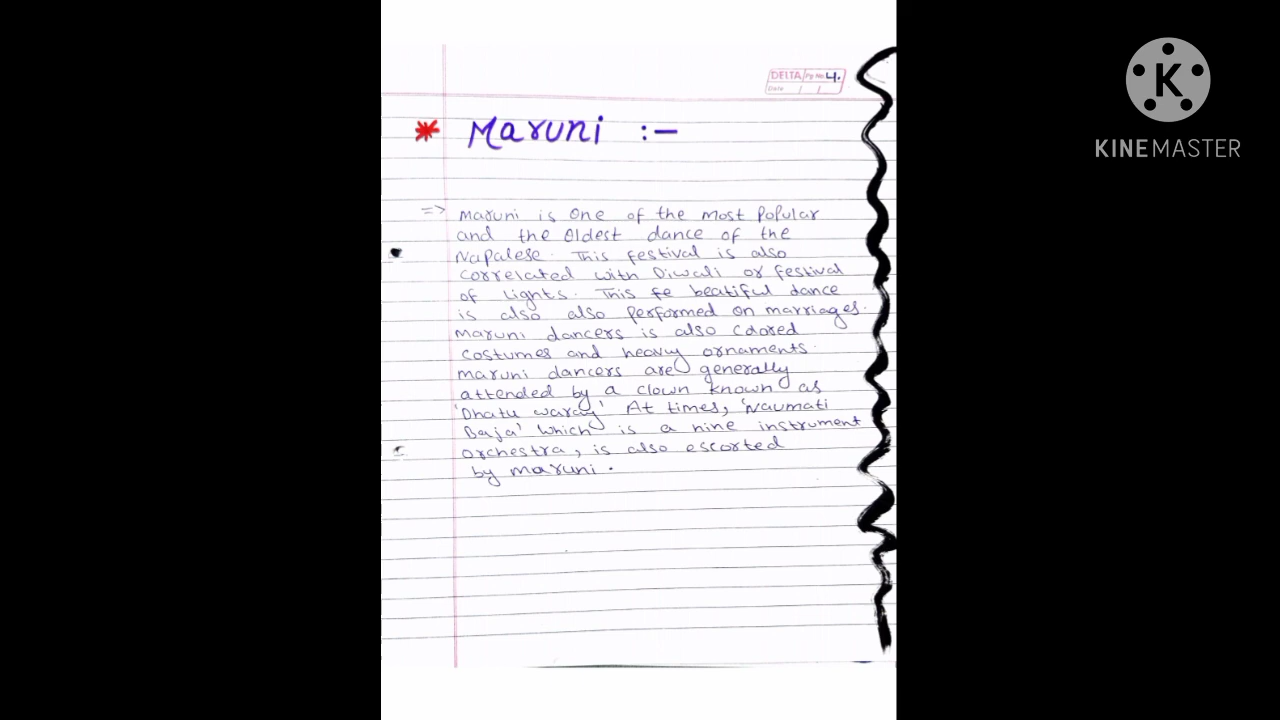 DELTA Pg No. 4.
Date / /
* Maruni :-
=> Maruni is one of the most Popular
and the oldest dance of the
Napalese. This festival is also
correlated with Diwali or festival
of Lights. This fe beatiful dance
is also also performed on marriages.
Maruni dancers is also colored
costumes and heavy ornaments.
Maruni dancers are generally
attended by a clown known as
'Dhatu waray' At times, 'Naumati
Baja' which is a nine instrument
orchestra, is also escorted
by maruni.
K
KINEMASTER